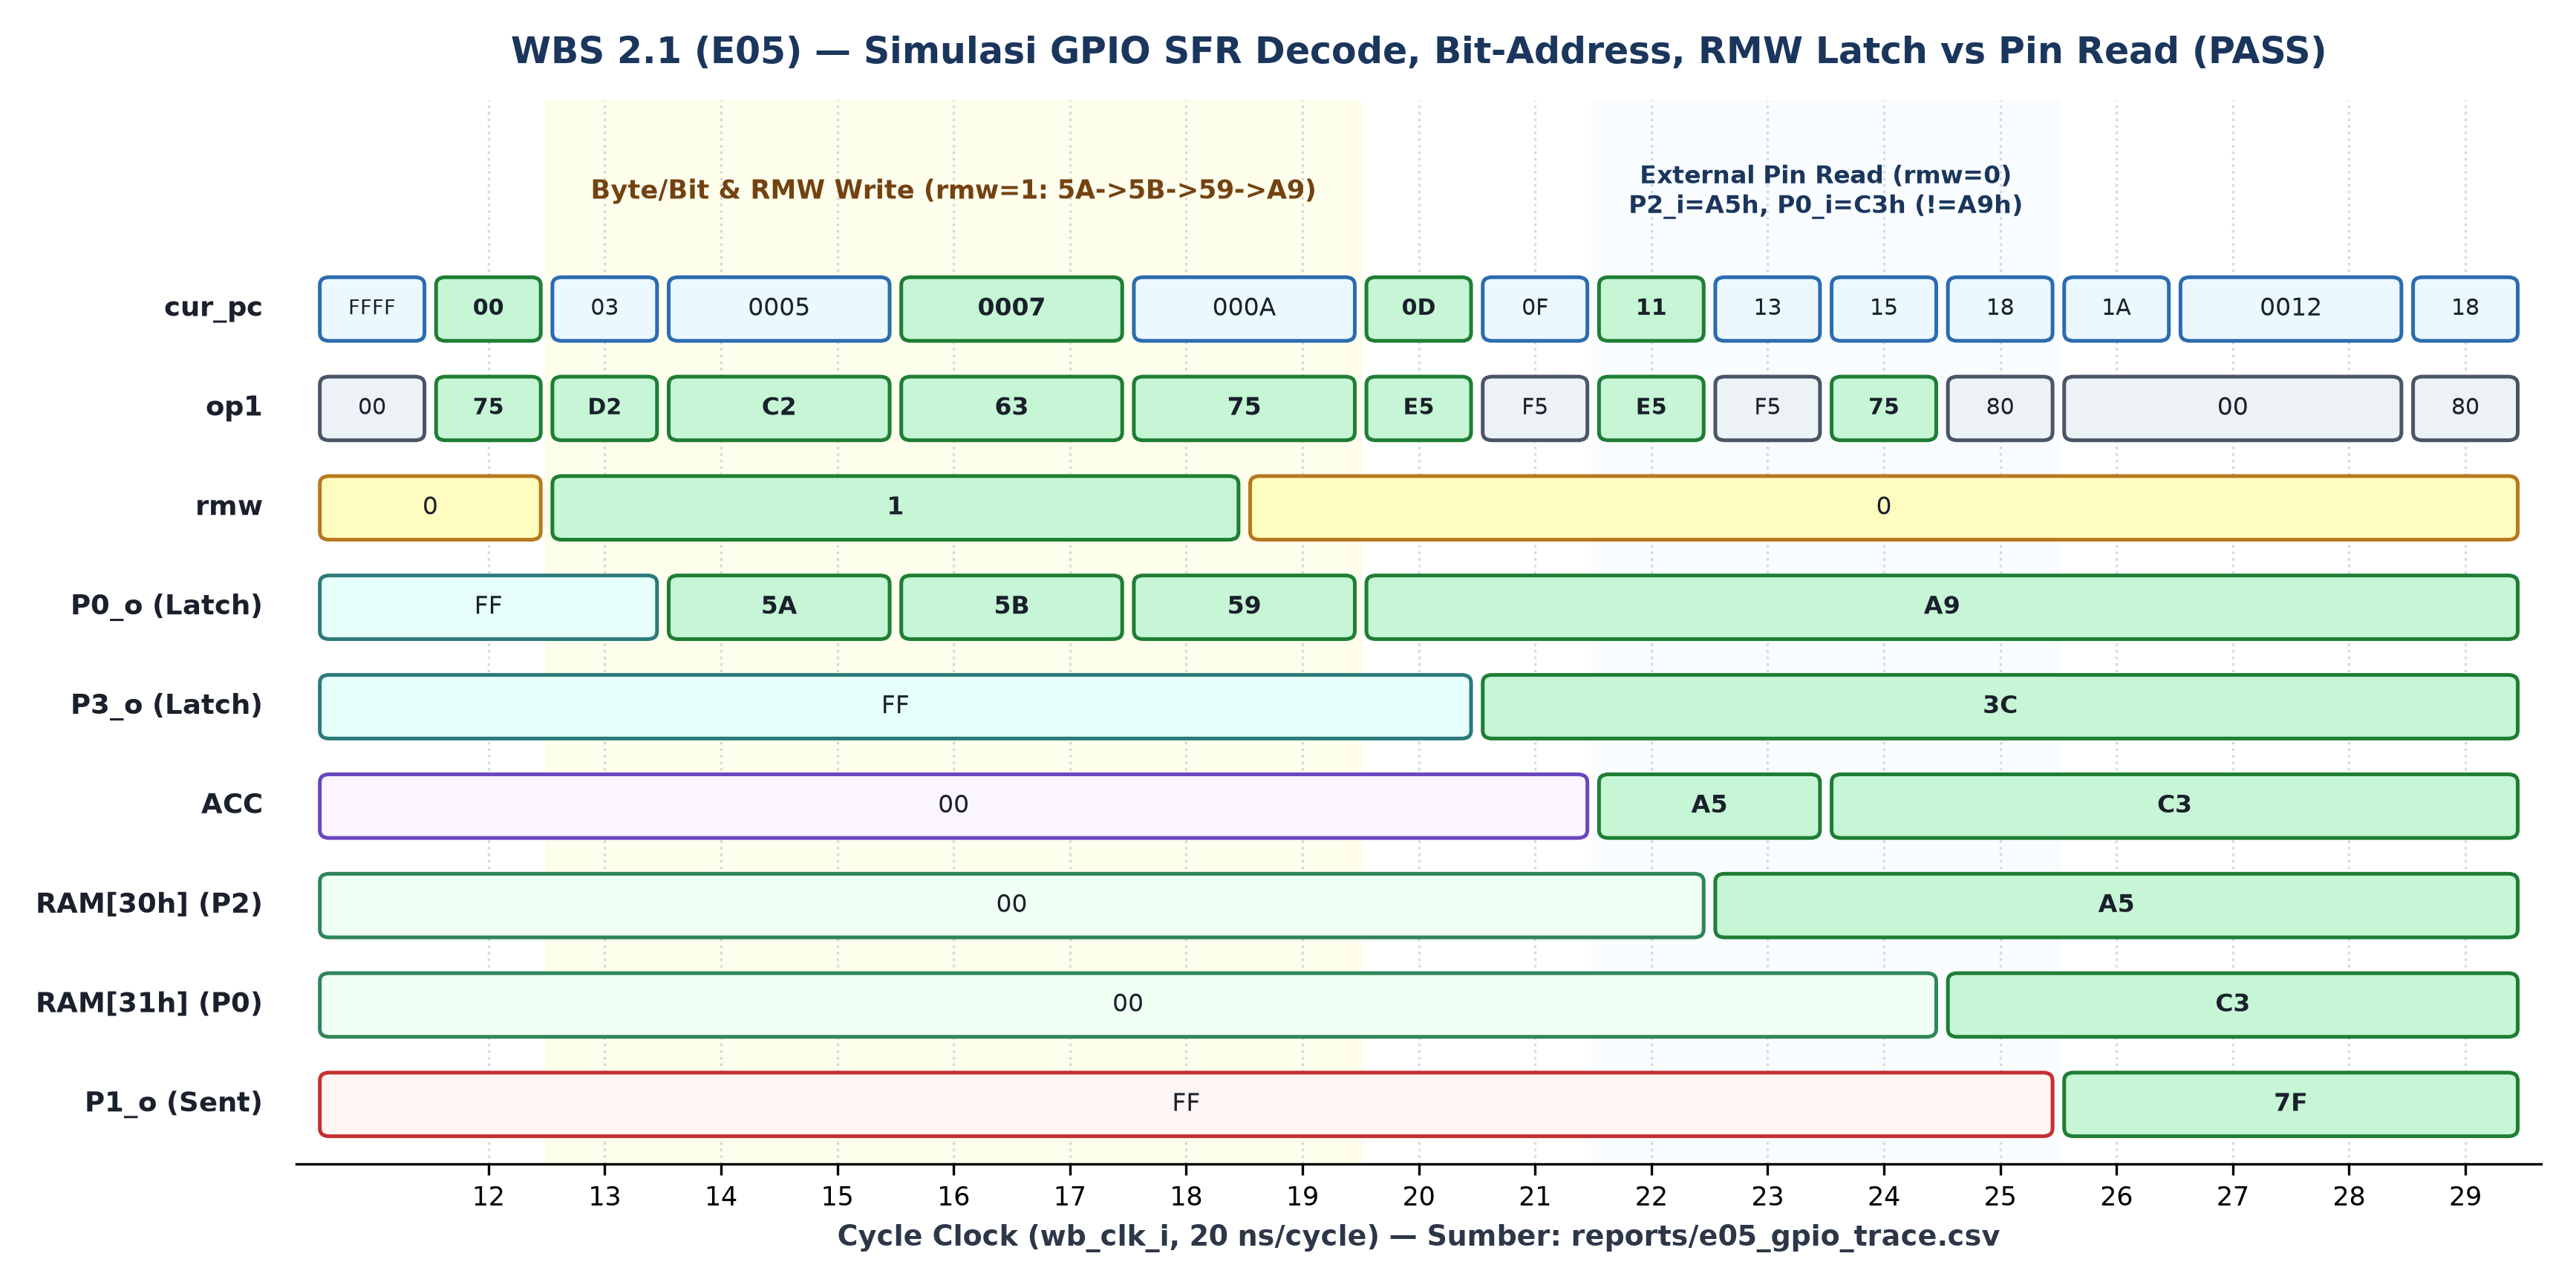 WBS 2.1 (E05) — Simulasi GPIO SFR Decode, Bit-Address, RMW Latch vs Pin Read (PASS)
Byte/Bit & RMW Write (rmw=1: 5A->5B->59->A9)
External Pin Read (rmw=0)
P2_i=A5h, P0_i=C3h (!=A9h)
cur_pc FFFF 00 03 0005 0007 000A 0D 0F 11 13 15 18 1A 0012 18
op1 00 75 D2 C2 63 75 E5 F5 E5 F5 75 80 00 80
rmw 0 1 0
P0_o (Latch) FF 5A 5B 59 A9
P3_o (Latch) FF 3C
ACC 00 A5 C3
RAM[30h] (P2) 00 A5
RAM[31h] (P0) 00 C3
P1_o (Sent) FF 7F
12 13 14 15 16 17 18 19 20 21 22 23 24 25 26 27 28 29
Cycle Clock (wb_clk_i, 20 ns/cycle) — Sumber: reports/e05_gpio_trace.csv